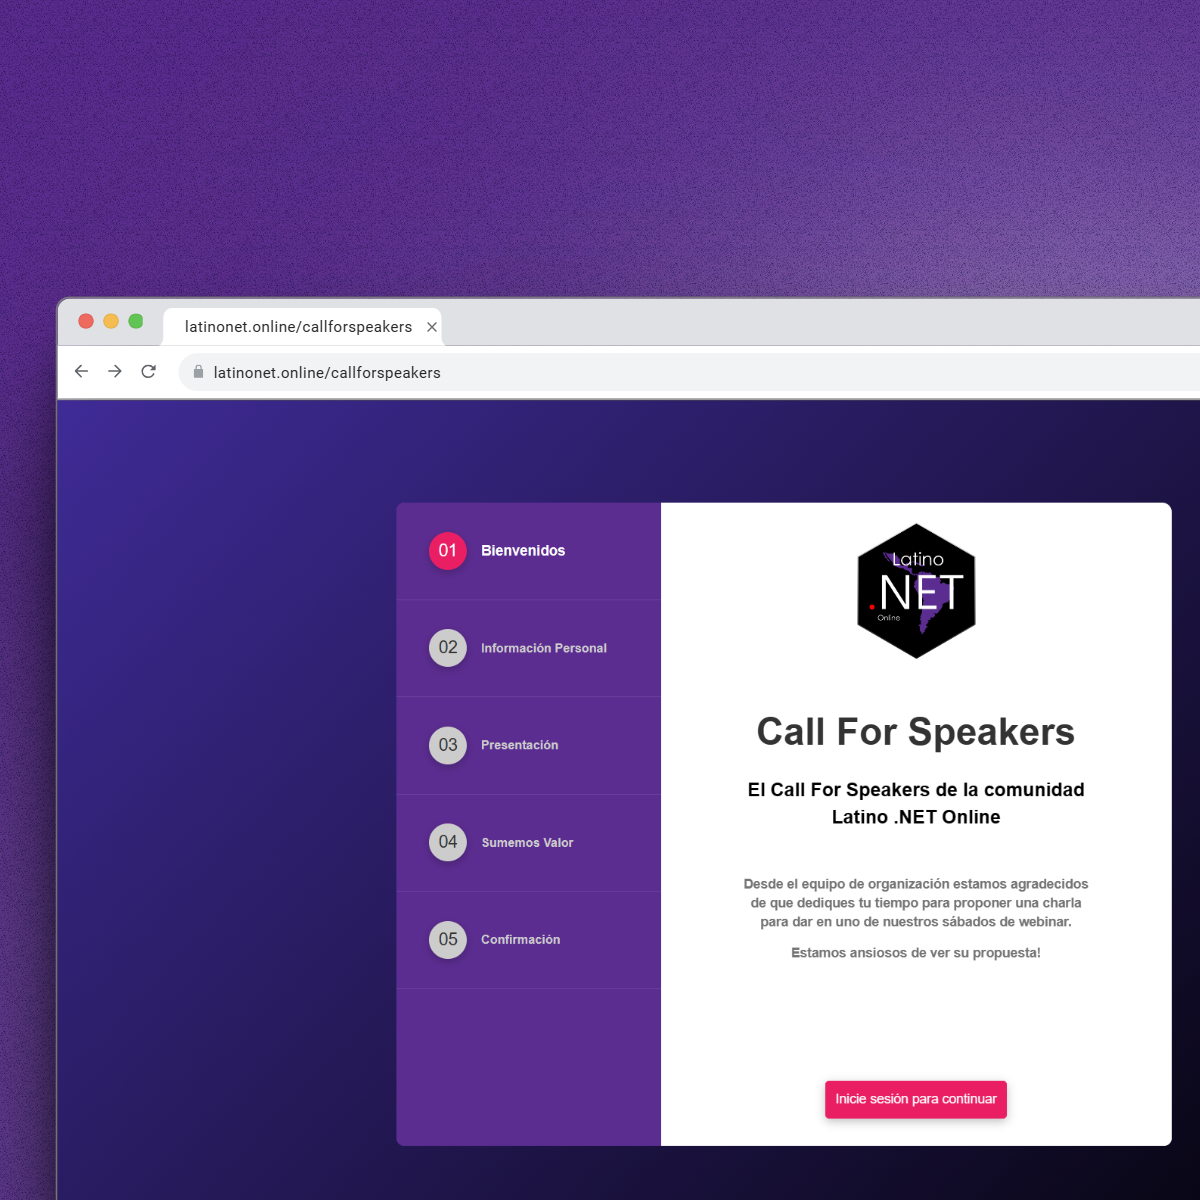 latinonet.online/callforspeakers
latinonet.online/callforspeakers
01 Bienvenidos
02 Información Personal
03 Presentación
04 Sumemos Valor
05 Confirmación
Latino
.NET
Online
Call For Speakers
El Call For Speakers de la comunidad
Latino .NET Online
Desde el equipo de organización estamos agradecidos
de que dediques tu tiempo para proponer una charla
para dar en uno de nuestros sábados de webinar.
Estamos ansiosos de ver su propuesta!
Inicie sesión para continuar